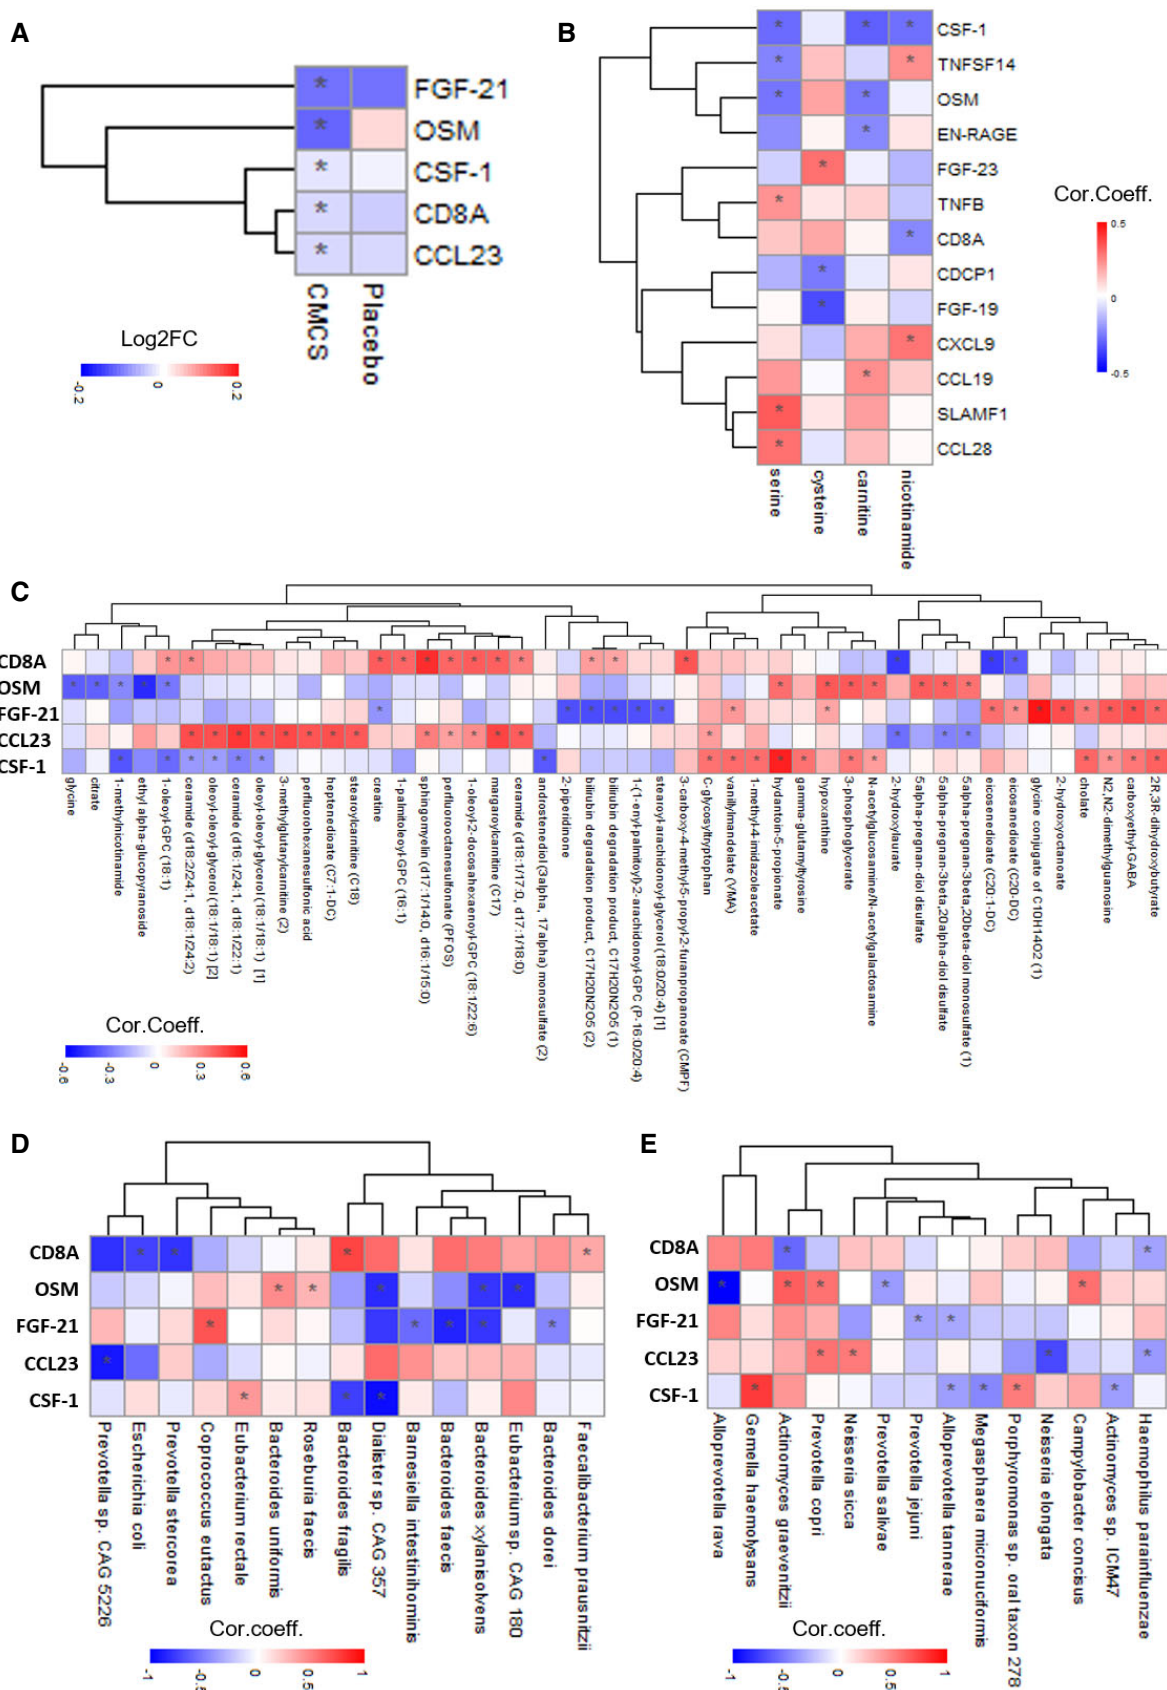 A
FGF-21
OSM
CSF-1
CD8A
CCL23
CMCS
Placebo
Log2FC
-0.2
0
0.2
B
CSF-1
TNFSF14
OSM
EN-RAGE
FGF-23
TNFB
CD8A
CDCP1
FGF-19
CXCL9
CCL19
SLAMF1
CCL28
serine
cysteine
carnitine
nicotinamide
Cor.Coeff.
0.5
0
-0.5
C
CD8A
OSM
FGF-21
CCL23
CSF-1
glycine
citrate
1-methylnicotinamide
ethyl alpha-glucopyranoside
1-oleoyl-GPC (18:1)
ceramide (d18:2/24:1, d18:1/24:2)
oleoyl-oleoyl-glycerol (18:1/18:1) [2]
ceramide (d16:1/24:1, d18:1/22:1)
oleoyl-oleoyl-glycerol (18:1/18:1) [1]
3-methylglutarylcarnitine (2)
perfluorohexanesulfonic acid
heptenedioate (C7:1-DC)
stearoylcarnitine (C18)
creatine
1-palmitoleoyl-GPC (16:1)
sphingomyelin (d17:1/14:0, d16:1/15:0)
perfluorooctanesulfonate (PFOS)
1-oleoyl-2-docosahexaenoyl-GPC (18:1/22:6)
margaroylcarnitine (C17)
ceramide (d18:1/17:0, d17:1/18:0)
androstenediol (3alpha, 17alpha) monosulfate (2)
2-piperidinone
bilirubin degradation product, C17H20N2O5 (2)
bilirubin degradation product, C17H20N2O5 (1)
1-(1-enyl-palmitoyl)-2-arachidonoyl-GPC (P-16:0/20:4)
stearoyl-arachidonoyl-glycerol (18:0/20:4) [1]
3-carboxy-4-methyl-5-propyl-2-furanpropanoate (CMPF)
C-glycosyltryptophan
vanillylmandelate (VMA)
1-methyl-4-imidazoleacetate
hydantoin-5-propionate
gamma-glutamyltyrosine
hypoxanthine
3-phosphoglycerate
N-acetylglucosamine/N-acetylgalactosamine
2-hydroxylaurate
5alpha-pregnan-diol disulfate
5alpha-pregnan-3beta,20alpha-diol disulfate
5alpha-pregnan-3beta,20beta-diol monosulfate (1)
eicosenedioate (C20:1-DC)
eicosanedioate (C20-DC)
glycine conjugate of C10H14O2 (1)
2-hydroxyoctanoate
cholate
N2,N2-dimethylguanosine
carboxyethyl-GABA
2R,3R-dihydroxybutyrate
Cor.Coeff.
-0.6
-0.3
0
0.3
0.6
D
CD8A
OSM
FGF-21
CCL23
CSF-1
Prevotella sp. CAG 5226
Escherichia coli
Prevotella stercorea
Coprococcus eutactus
Eubacterium rectale
Bacteroides uniformis
Roseburia faecis
Bacteroides fragilis
Dialister sp. CAG 357
Barnesiella intestinihominis
Bacteroides faecis
Bacteroides xylanisolvens
Eubacterium sp. CAG 180
Bacteroides dorei
Faecalibacterium prausnitzii
Cor.coeff.
-1
-0.5
0
0.5
1
E
CD8A
OSM
FGF-21
CCL23
CSF-1
Alloprevotella rava
Gemella haemolysans
Actinomyces graevenitzii
Prevotella copri
Neisseria sicca
Prevotella salivae
Prevotella jejuni
Alloprevotella tannerae
Megasphaera micronuciformis
Porphyromonas sp. oral taxon 278
Neisseria elongata
Campylobacter concisus
Actinomyces sp. ICM47
Haemophilus parainfluenzae
Cor.coeff.
-1
-0.5
0
0.5
1